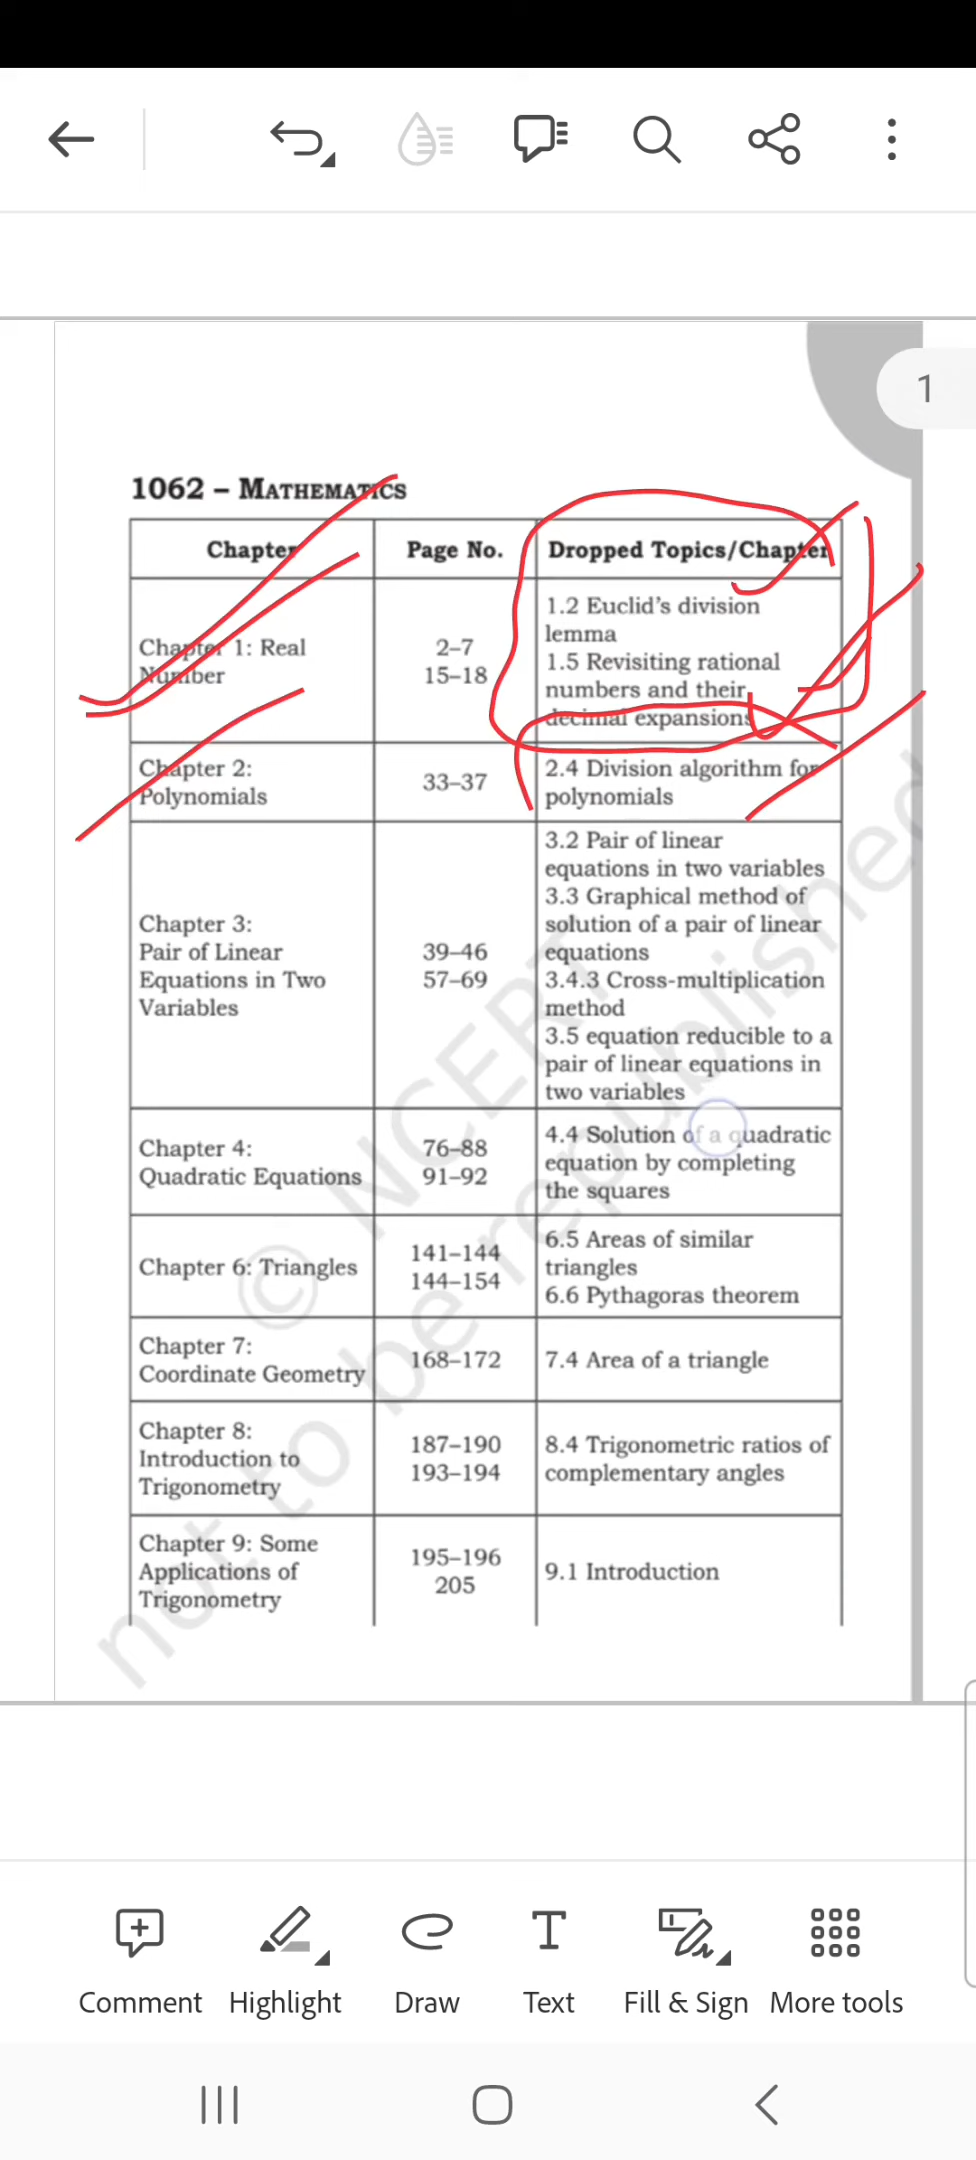 1
1062 – MATHEMATICS
Chapter Page No. Dropped Topics/Chapter
Chapter 1: Real
Number
2–7
15–18
1.2 Euclid's division
lemma
1.5 Revisiting rational
numbers and their
decimal expansions
Chapter 2:
Polynomials
33–37
2.4 Division algorithm for
polynomials
Chapter 3:
Pair of Linear
Equations in Two
Variables
39–46
57–69
3.2 Pair of linear
equations in two variables
3.3 Graphical method of
solution of a pair of linear
equations
3.4.3 Cross-multiplication
method
3.5 equation reducible to a
pair of linear equations in
two variables
Chapter 4:
Quadratic Equations
76–88
91–92
4.4 Solution of a quadratic
equation by completing
the squares
Chapter 6: Triangles
141–144
144–154
6.5 Areas of similar
triangles
6.6 Pythagoras theorem
Chapter 7:
Coordinate Geometry
168–172
7.4 Area of a triangle
Chapter 8:
Introduction to
Trigonometry
187–190
193–194
8.4 Trigonometric ratios of
complementary angles
Chapter 9: Some
Applications of
Trigonometry
195–196
205
9.1 Introduction
© NCERT
not to be republished
Comment Highlight Draw Text Fill & Sign More tools